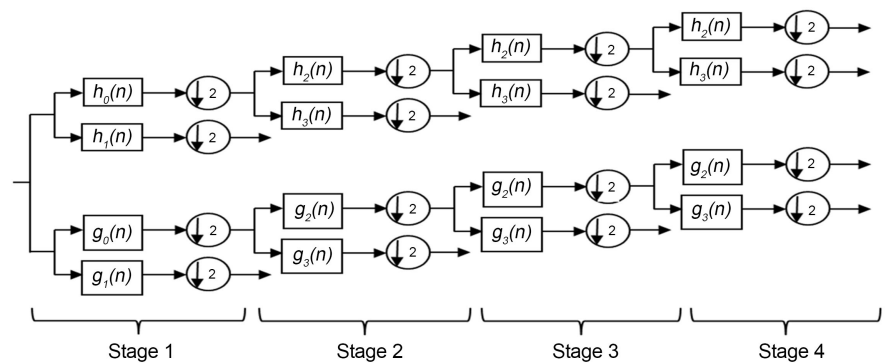 h2(n) 2
h2(n) 2
h2(n) 2
h3(n) 2
h0(n) 2
h3(n) 2
h3(n) 2
h1(n) 2
g2(n) 2
g2(n) 2
g2(n) 2
g3(n) 2
g0(n) 2
g3(n) 2
g3(n) 2
g1(n) 2
Stage 1 Stage 2 Stage 3 Stage 4